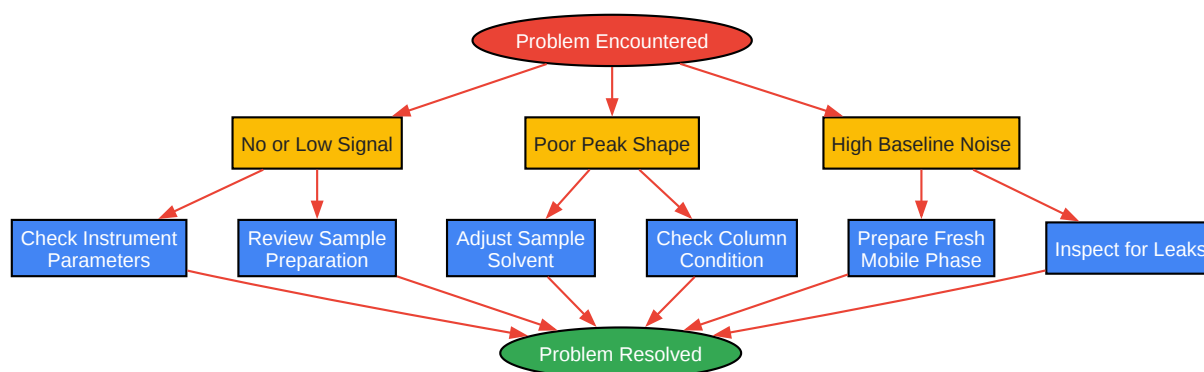 Problem Encountered
No or Low Signal
Poor Peak Shape
High Baseline Noise
Check Instrument
Parameters
Review Sample
Preparation
Adjust Sample
Solvent
Check Column
Condition
Prepare Fresh
Mobile Phase
Inspect for Leaks
Problem Resolved